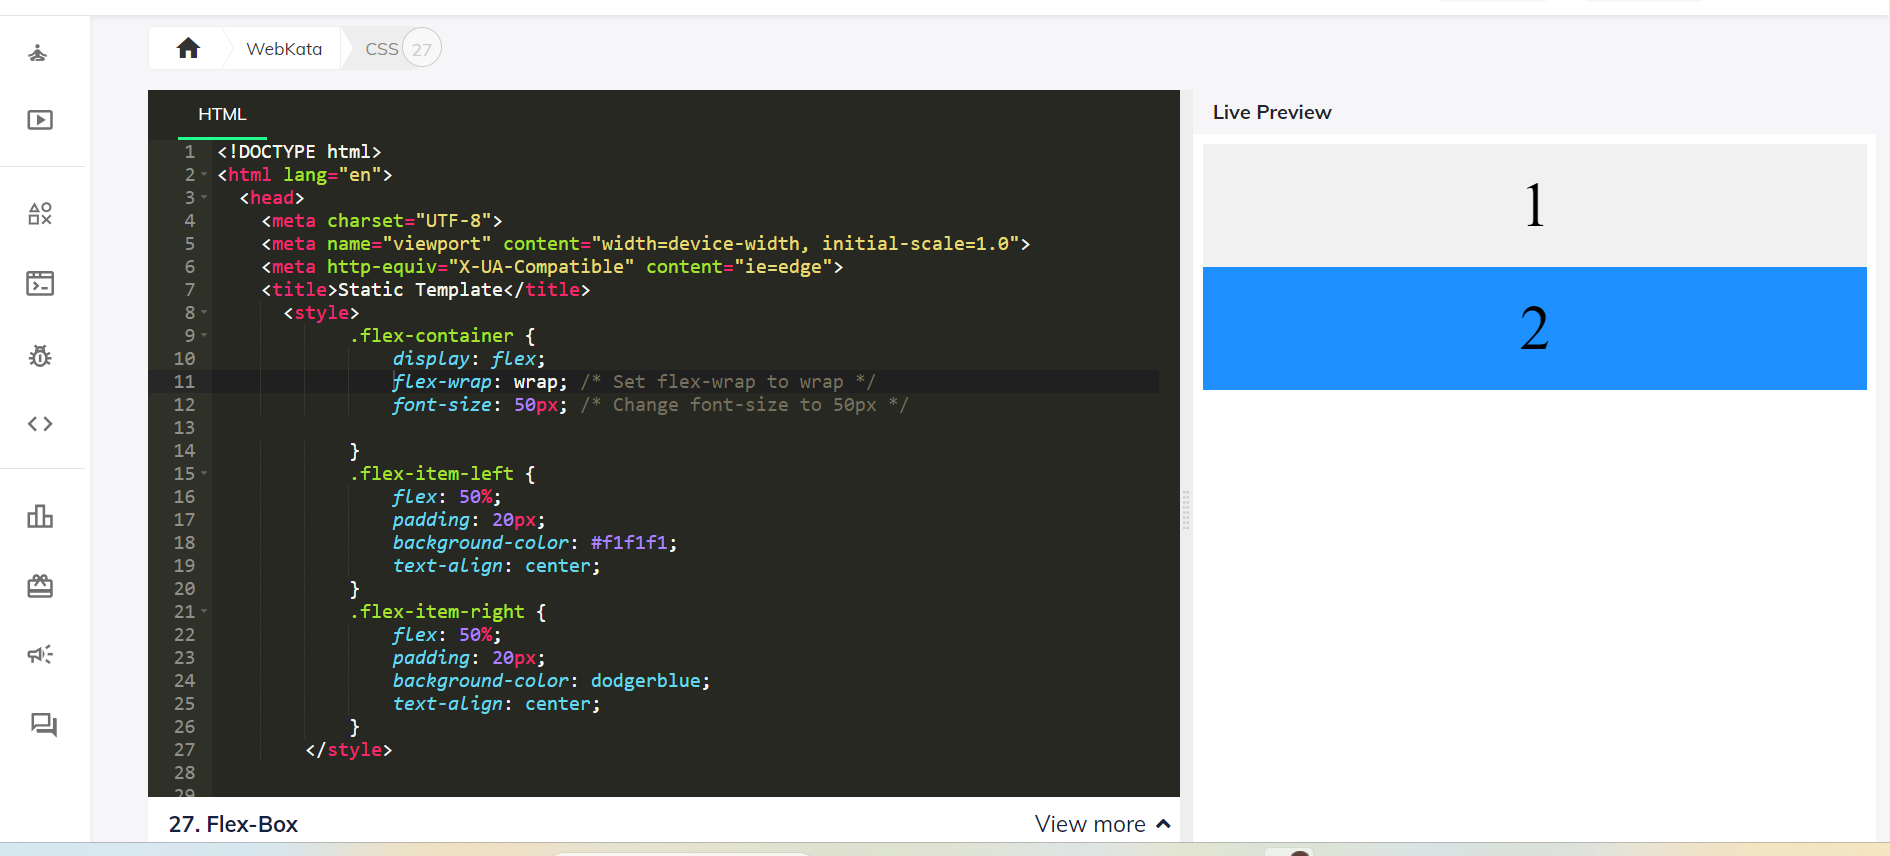 WebKata
CSS 27
HTML
1 <!DOCTYPE html>
2 <html lang="en">
3 <head>
4 <meta charset="UTF-8">
5 <meta name="viewport" content="width=device-width, initial-scale=1.0">
6 <meta http-equiv="X-UA-Compatible" content="ie=edge">
7 <title>Static Template</title>
8 <style>
9 .flex-container {
10 display: flex;
11 flex-wrap: wrap; /* Set flex-wrap to wrap */
12 font-size: 50px; /* Change font-size to 50px */
13
14 }
15 .flex-item-left {
16 flex: 50%;
17 padding: 20px;
18 background-color: #f1f1f1;
19 text-align: center;
20 }
21 .flex-item-right {
22 flex: 50%;
23 padding: 20px;
24 background-color: dodgerblue;
25 text-align: center;
26 }
27 </style>
28
29
27. Flex-Box
View more
Live Preview
1
2